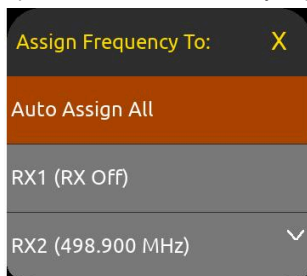 Assign Frequency To: X
Auto Assign All
RX1 (RX Off)
RX2 (498.900 MHz)